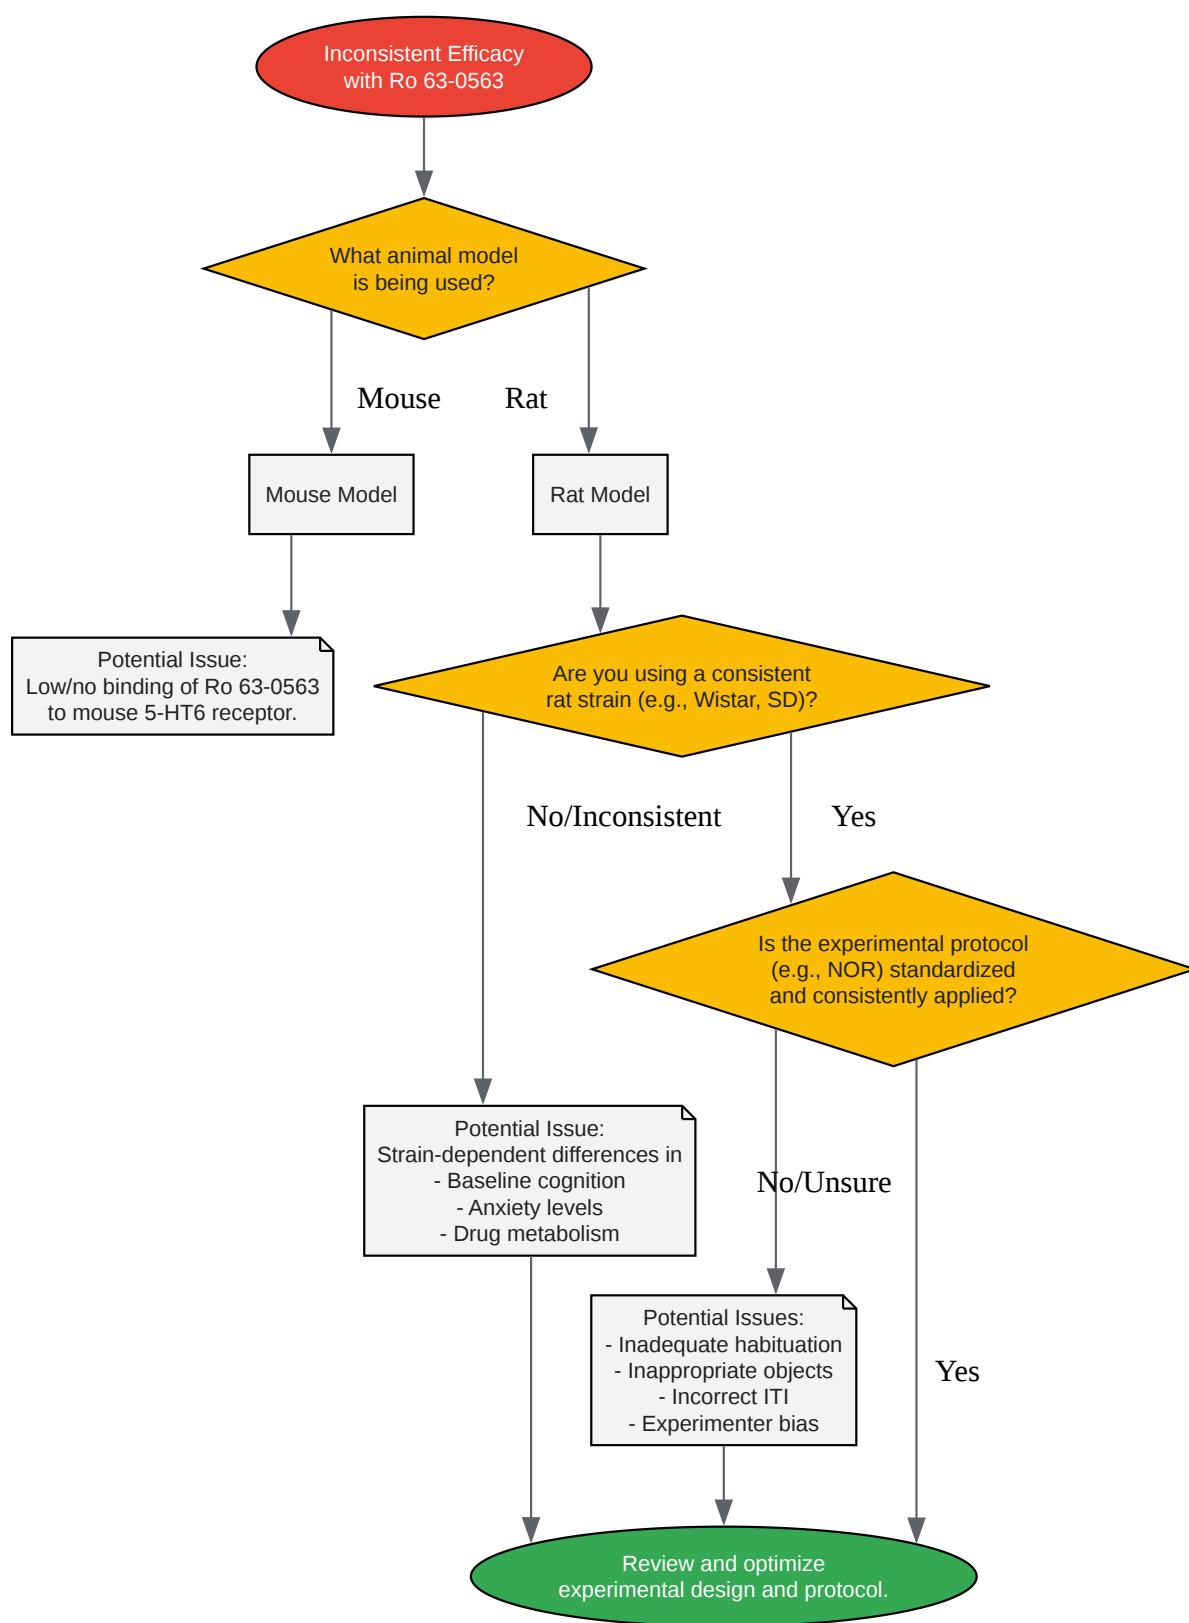 Inconsistent Efficacy
with Ro 63-0563
What animal model
is being used?
Mouse
Rat
Mouse Model
Rat Model
Potential Issue:
Low/no binding of Ro 63-0563
to mouse 5-HT6 receptor.
Are you using a consistent
rat strain (e.g., Wistar, SD)?
No/Inconsistent
Yes
Is the experimental protocol
(e.g., NOR) standardized
and consistently applied?
Potential Issue:
Strain-dependent differences in
- Baseline cognition
- Anxiety levels
- Drug metabolism
No/Unsure
Potential Issues:
- Inadequate habituation
- Inappropriate objects
- Incorrect ITI
- Experimenter bias
Yes
Review and optimize
experimental design and protocol.